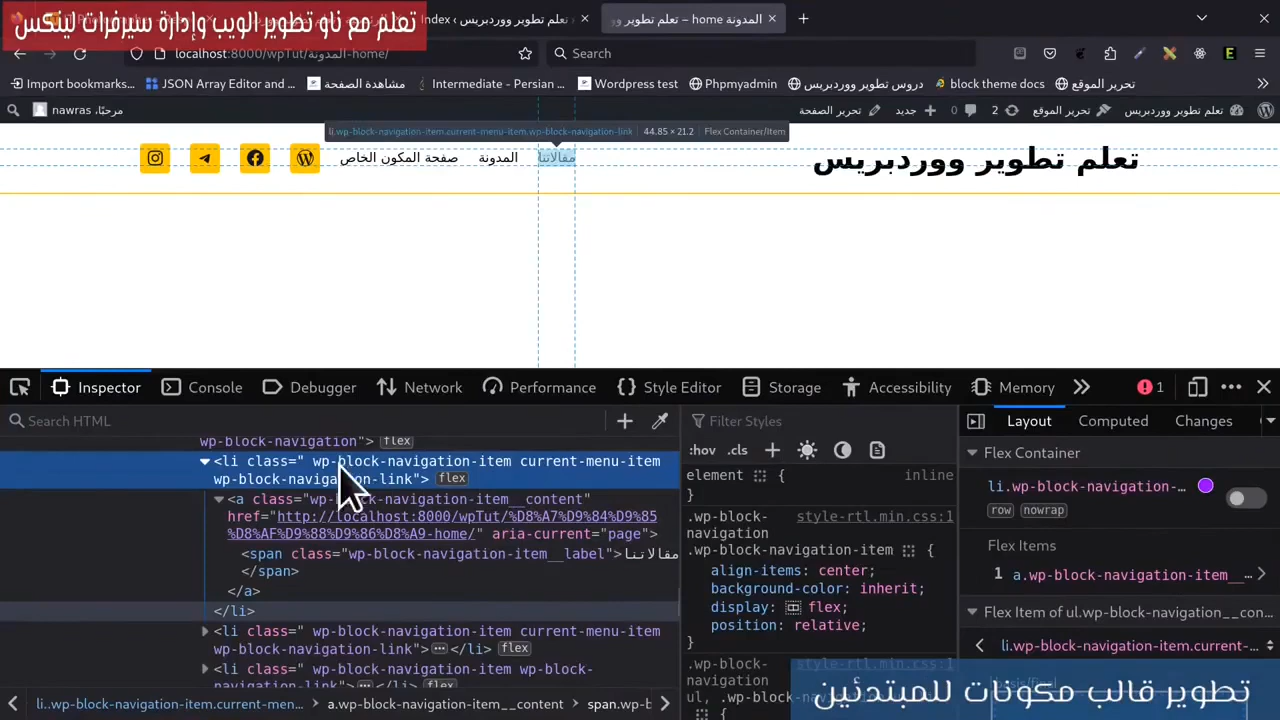 تعلم مع ناو تطوير الويب وإدارة سيرفرات لينكس
Index ‹ تعلم تطوير ووردبريس
المدونة home – تعلم تطوير
localhost:8000/wpTut/المدونة-home/
Search
Import bookmarks...
JSON Array Editor and ...
مشاهدة الصفحة
Intermediate - Persian ...
Wordpress test
Phpmyadmin
دروس تطوير ووردبريس
block theme docs
تحرير الموقع
مرحبًا، nawras
تحرير الصفحة
جديد
0
2
تحرير الموقع
تعلم تطوير ووردبريس
li.wp-block-navigation-item.current-menu-item.wp-block-navigation-link
44.85 × 21.2
Flex Container/Item
تعلم تطوير ووردبريس
مقالاتنا
المدونة
صفحة المكون الخاص
Inspector
Console
Debugger
Network
Performance
Style Editor
Storage
Accessibility
Memory
1
Search HTML
wp-block-navigation"> flex
<li class=" wp-block-navigation-item current-menu-item
wp-block-navigation-link"> flex
<a class="wp-block-navigation-item__content"
href="http://localhost:8000/wpTut/%D8%A7%D9%84%D9%85
%D8%AF%D9%88%D9%86%D8%A9-home/" aria-current="page">
<span class="wp-block-navigation-item__label">مقالاتنا
</span>
</a>
</li>
<li class=" wp-block-navigation-item current-menu-item
wp-block-navigation-link"></li> flex
<li class=" wp-block-navigation-item wp-block-
navigation-link"></li> flex
li..wp-block-navigation-item.current-men...
a.wp-block-navigation-item__content
span.wp-b
Filter Styles
:hov .cls
element { inline
}
.wp-block- style-rtl.min.css:1
navigation
.wp-block-navigation-item {
align-items: center;
background-color: inherit;
display: flex;
position: relative;
}
.wp-block- style-rtl.min.css:1
navigation
ul, .wp-block-
Layout
Computed
Changes
Flex Container
li.wp-block-navigation-...
row nowrap
Flex Items
1 a.wp-block-navigation-item__...
Flex Item of ul.wp-block-navigation__con...
li.wp-block-navigation-item.current-...
تطوير قالب مكونات للمبتدئين